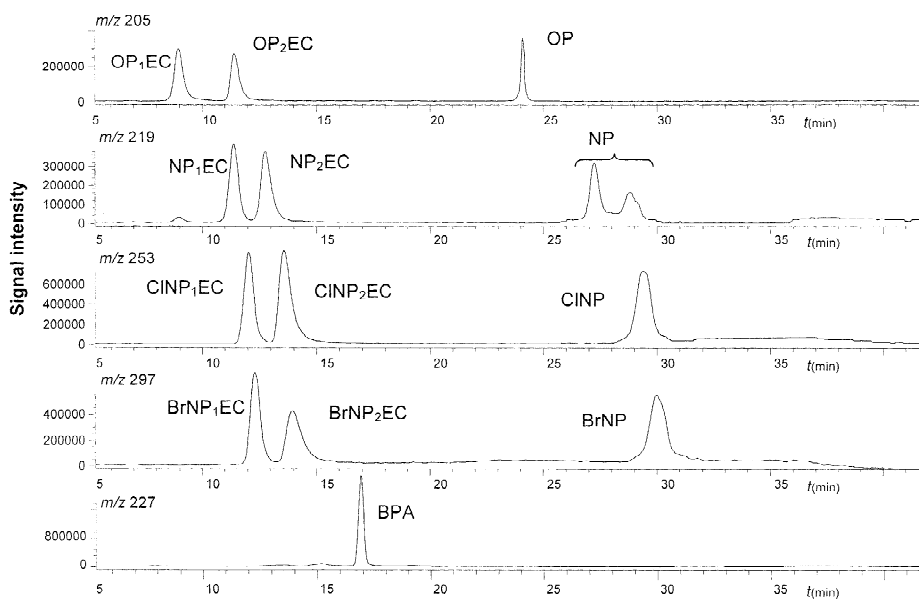 Signal intensity
m/z 205
OP₁EC OP₂EC OP
200000
0
5 10 15 20 25 30 35 t(min)
m/z 219
NP₁EC NP₂EC NP
300000
200000
100000
0
5 10 15 20 25 30 35 t(min)
m/z 253
ClNP₁EC ClNP₂EC ClNP
600000
400000
200000
0
5 10 15 20 25 30 35 t(min)
m/z 297
BrNP₁EC BrNP₂EC BrNP
400000
200000
0
5 10 15 20 25 30 35 t(min)
m/z 227
BPA
800000
0
5 10 15 20 25 30 35 t(min)